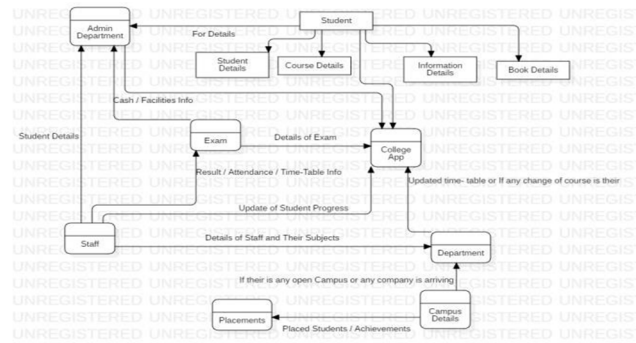 Admin
Department
For Details
Student
Student
Details
Course Details
Information
Details
Book Details
Cash / Facilities Info
Student Details
Exam
Details of Exam
College
App
Result / Attendance / Time-Table Info
Updated time- table or If any change of course is their
Update of Student Progress
Staff
Details of Staff and Their Subjects
Department
If their is any open Campus or any company is arriving
Placements
Campus
Details
Placed Students / Achievements
UNREGISTERED